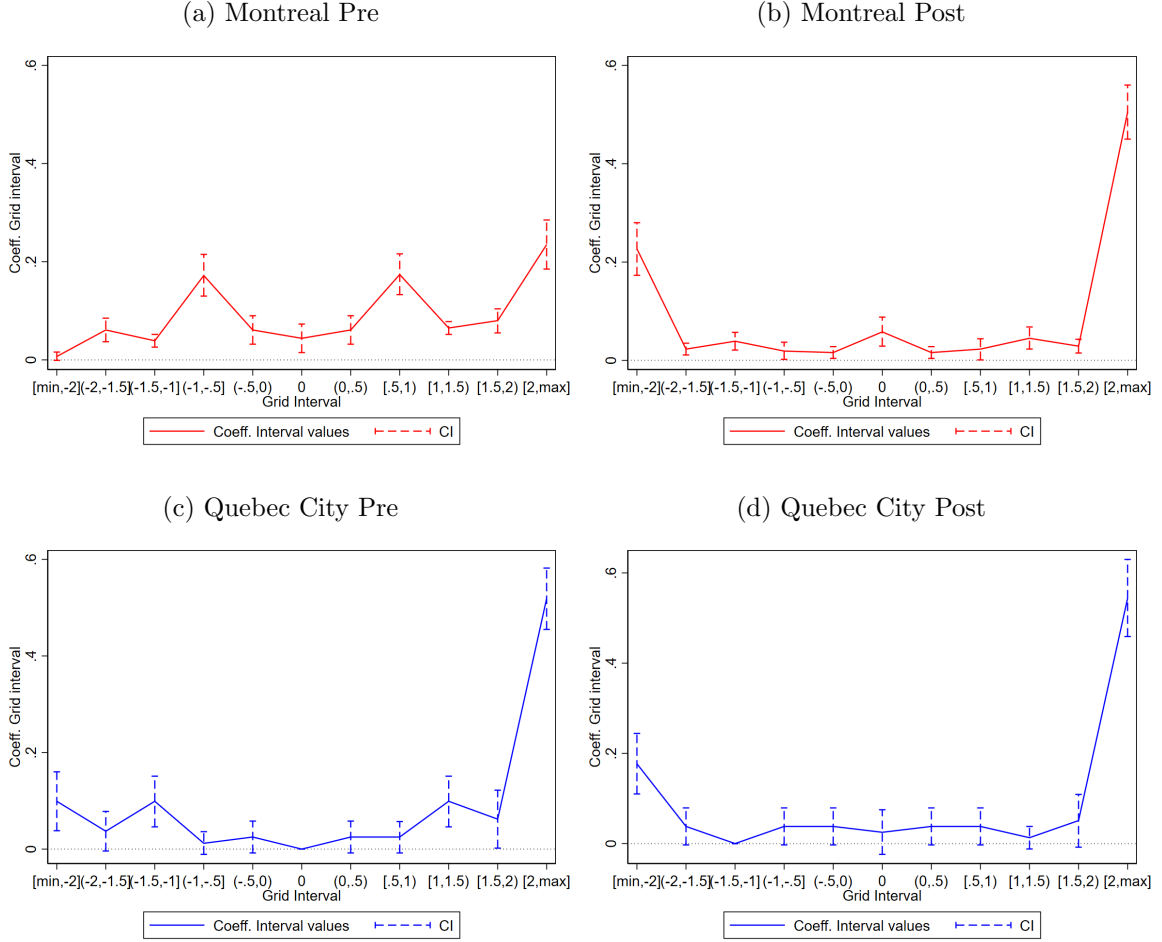 (a) Montreal Pre
Coeff. Grid interval
0 .2 .4 .6
[min,-2] (-2,-1.5) (-1.5,-1] (-1,-.5] (-.5,0) 0 (0,.5) [.5,1) [1,1.5) [1.5,2) [2,max]
Grid Interval
Coeff. Interval values CI
(b) Montreal Post
Coeff. Grid interval
0 .2 .4 .6
[min,-2] (-2,-1.5] (-1.5,-1] (-1,-.5] (-.5,0) 0 (0,.5) [.5,1) [1,1.5) [1.5,2) [2,max]
Grid Interval
Coeff. Interval values CI
(c) Quebec City Pre
Coeff. Grid interval
0 .2 .4 .6
[min,-2] (-2,-1.5] (-1.5,-1] (-1,-.5] (-.5,0) 0 (0,.5) [.5,1) [1,1.5) [1.5,2) [2,max]
Grid Interval
Coeff. Interval values CI
(d) Quebec City Post
Coeff. Grid interval
0 .2 .4 .6
[min,-2] (-2,-1.5] (-1.5,-1] (-1,-.5] (-.5,0) 0 (0,.5) [.5,1) [1,1.5) [1.5,2) [2,max]
Grid Interval
Coeff. Interval values CI